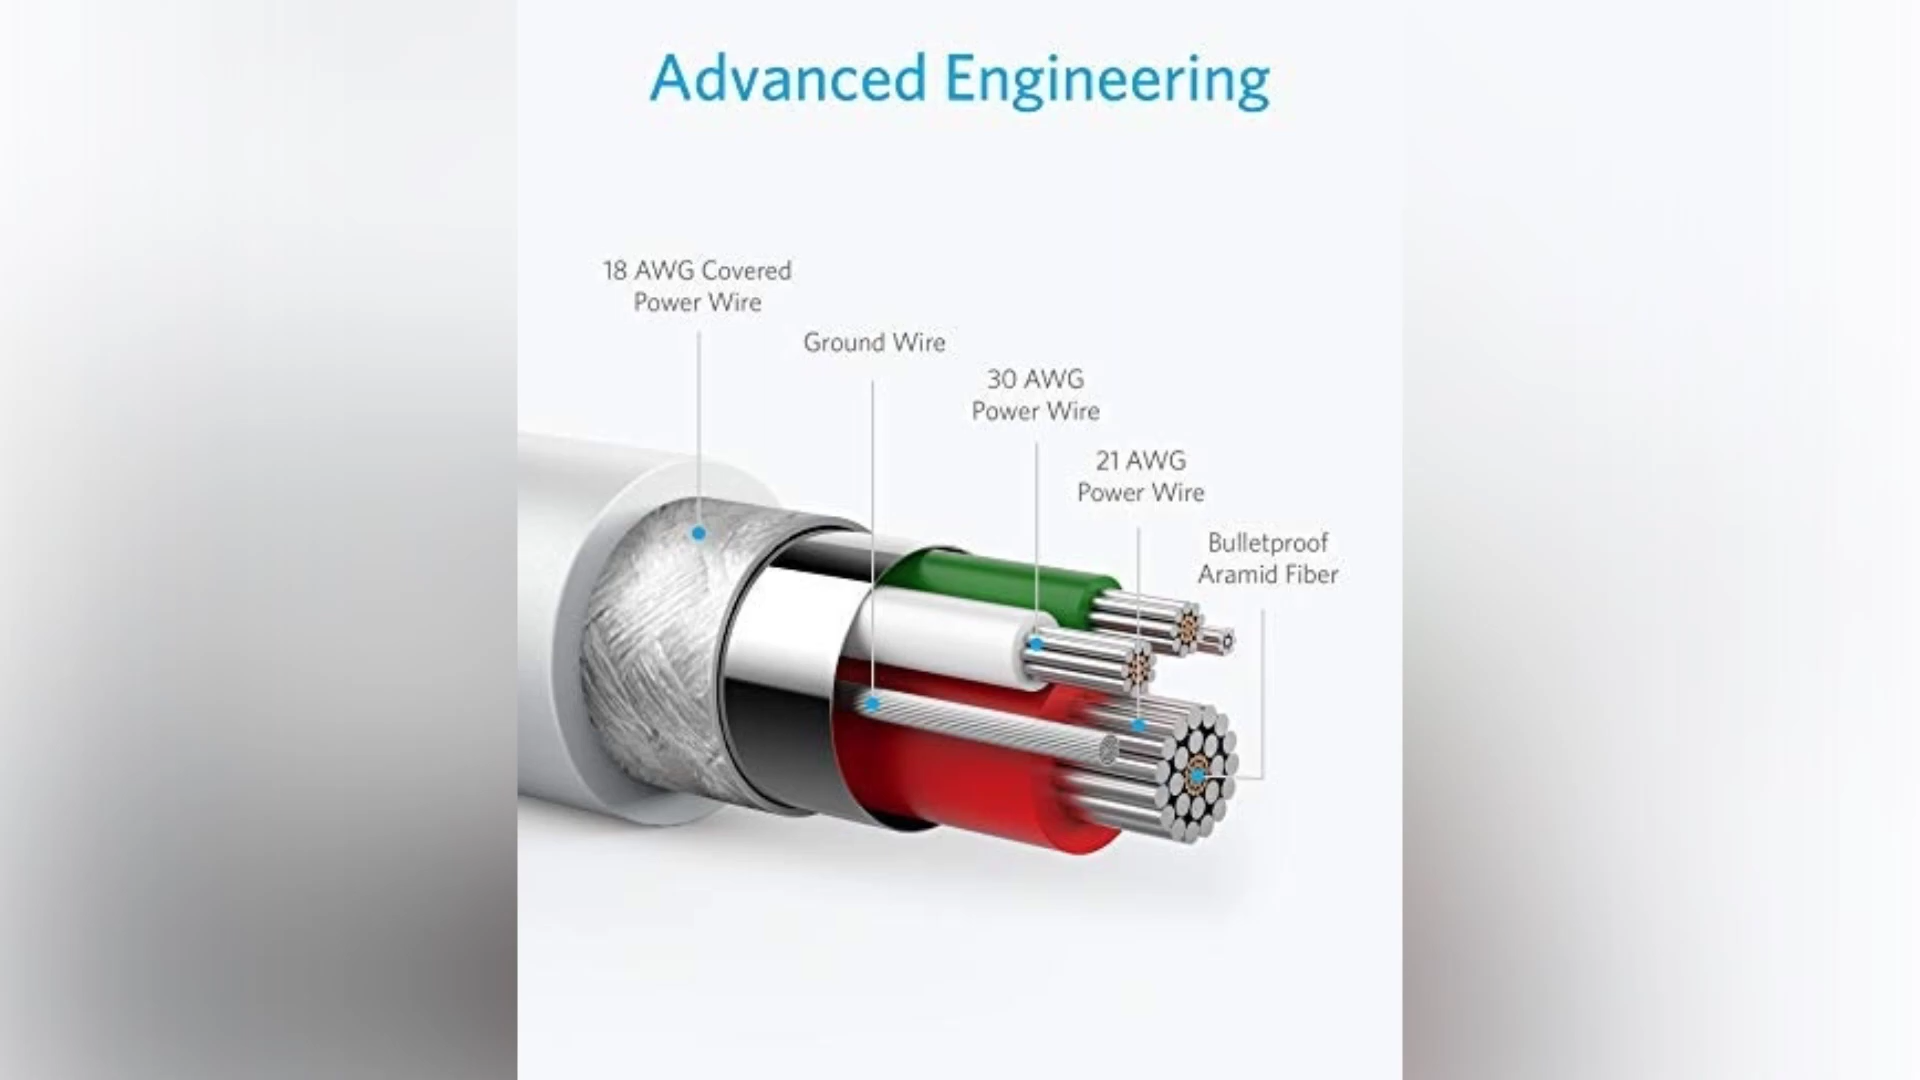 Advanced Engineering
18 AWG Covered
Power Wire
Ground Wire
30 AWG
Power Wire
21 AWG
Power Wire
Bulletproof
Aramid Fiber